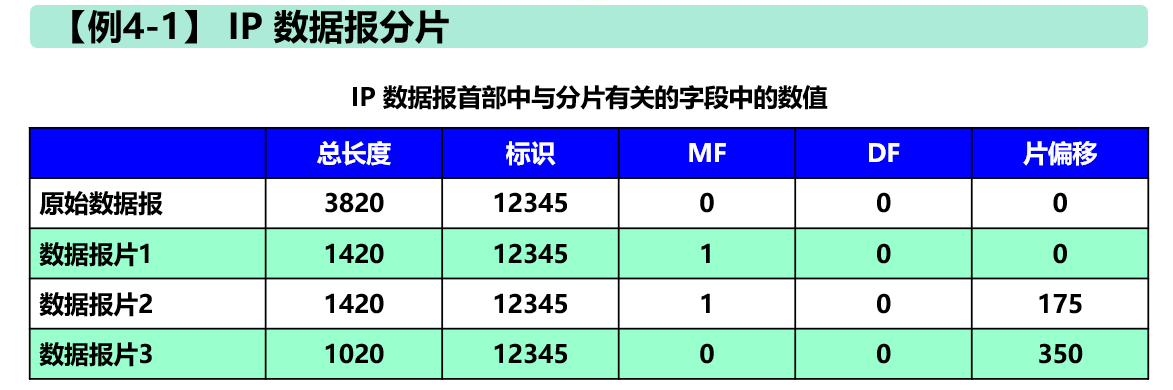 【例4-1】 IP 数据报分片
IP 数据报首部中与分片有关的字段中的数值
总长度 标识 MF DF 片偏移
原始数据报 3820 12345 0 0 0
数据报片1 1420 12345 1 0 0
数据报片2 1420 12345 1 0 175
数据报片3 1020 12345 0 0 350